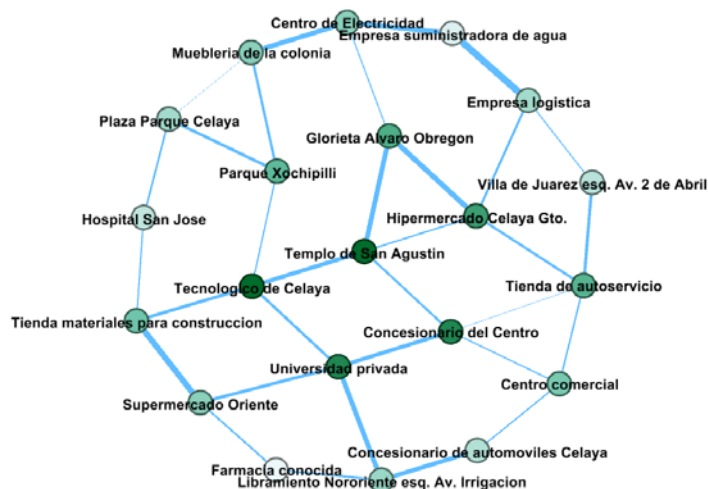 Centro de Electricidad
Empresa suministradora de agua
Muebleria de la colonia
Empresa logistica
Plaza Parque Celaya
Glorieta Alvaro Obregon
Parque Xochipilli
Villa de Juarez esq. Av. 2 de Abril
Hospital San Jose
Hipermercado Celaya Gto.
Templo de San Agustin
Tecnologico de Celaya
Tienda de autoservicio
Tienda materiales para construccion
Concesionario del Centro
Universidad privada
Centro comercial
Supermercado Oriente
Concesionario de automoviles Celaya
Farmacia conocida
Libramiento Nororiente esq. Av. Irrigacion